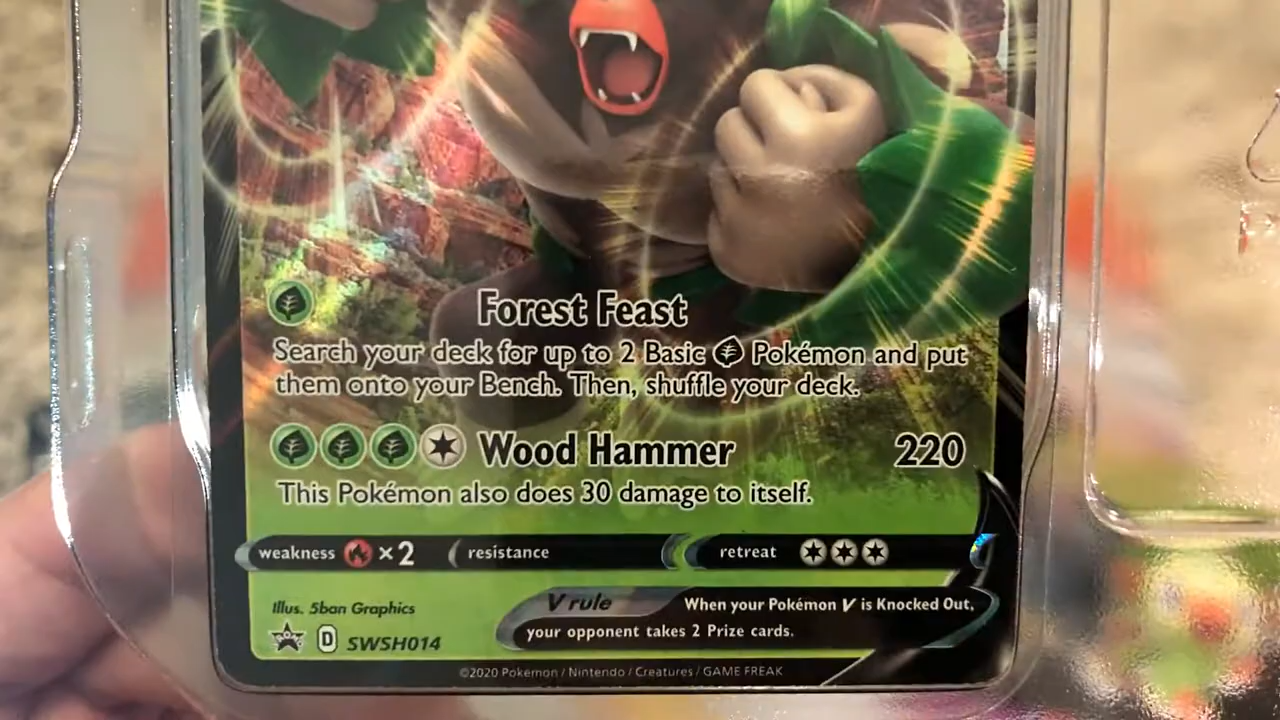 Forest Feast
Search your deck for up to 2 Basic Pokémon and put
them onto your Bench. Then, shuffle your deck.
Wood Hammer 220
This Pokémon also does 30 damage to itself.
weakness ×2 resistance retreat
Illus. 5ban Graphics
V rule When your Pokémon V is Knocked Out,
your opponent takes 2 Prize cards.
D SWSH014
©2020 Pokémon / Nintendo / Creatures / GAME FREAK